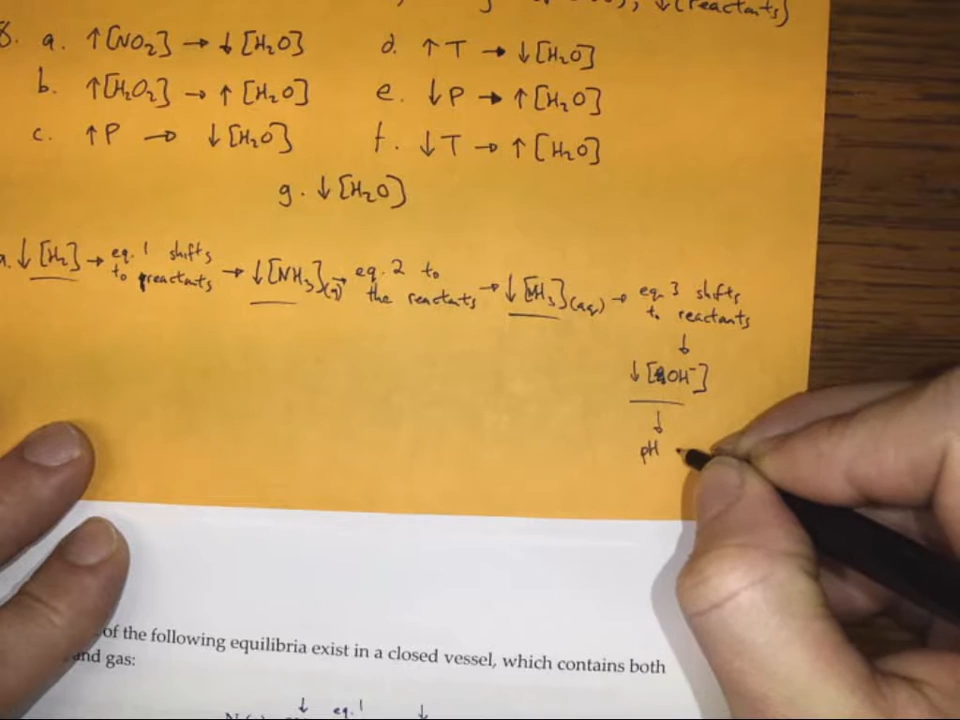 ↓[reactants)
8. a. ↑[NO₂] → ↓[H₂O]
b. ↑[H₂O₂] → ↑[H₂O]
c. ↑P → ↓[H₂O]
d. ↑T → ↓[H₂O]
e. ↓P → ↑[H₂O]
f. ↓T → ↑[H₂O]
g. ↓[H₂O]
a. ↓[H₂] → eq. 1 shifts to reactants → ↓[NH₃](g) → eq. 2 to the reactants → ↓[NH₃](aq) → eq. 3 shifts to reactants
↓
↓[OH⁻]
↓
pH
of the following equilibria exist in a closed vessel, which contains both
and gas:
↓ eq. 1 ↓